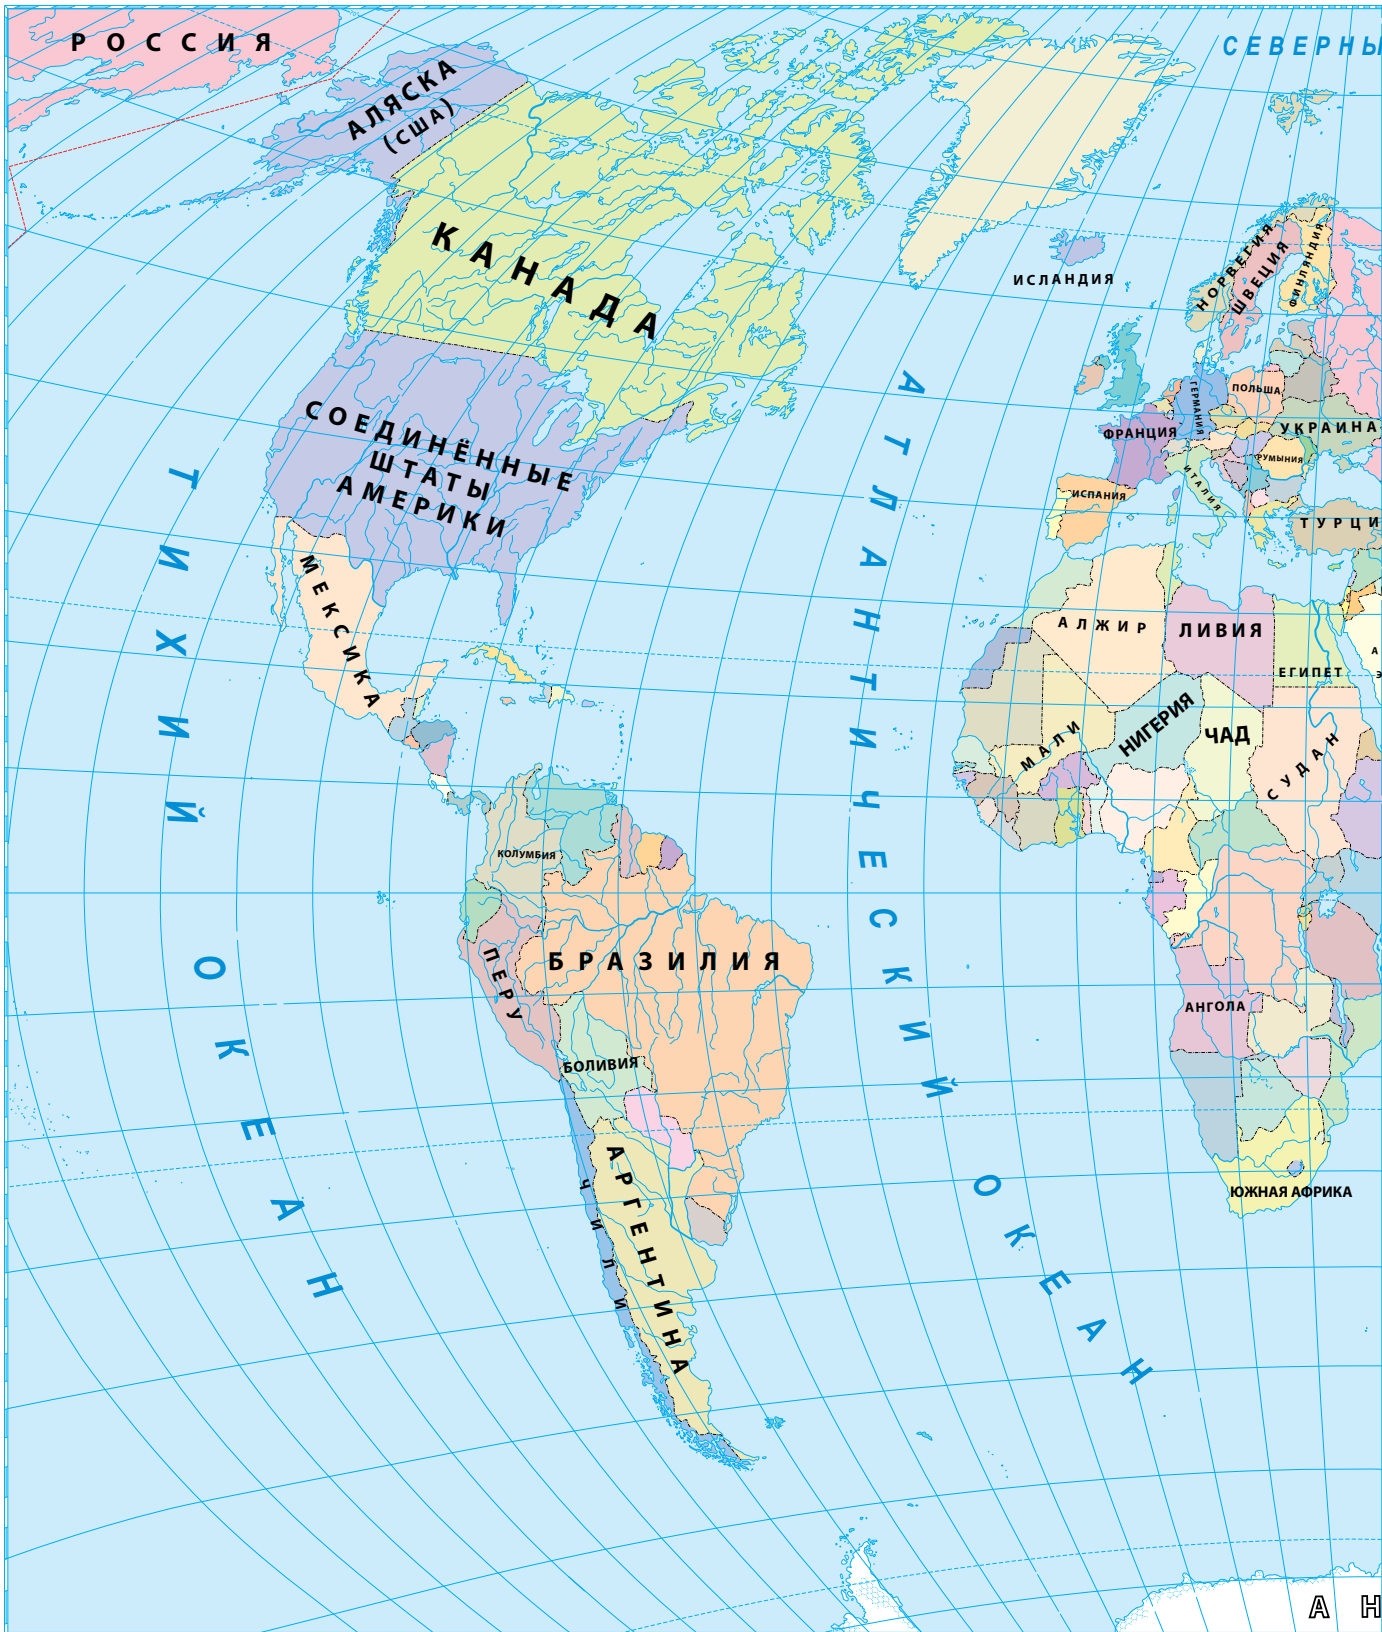 РОССИЯ
СЕВЕРНЫ
АЛЯСКА
(США)
КАНАДА
ИСЛАНДИЯ
НОРВЕГИЯ
ШВЕЦИЯ
ФИНЛЯНДИЯ
СОЕДИНЁННЫЕ
ШТАТЫ
АМЕРИКИ
ПОЛЬША
ГЕРМАНИЯ
ФРАНЦИЯ
УКРАИНА
РУМЫНИЯ
ИТАЛИЯ
ИСПАНИЯ
ТУРЦИ
МЕКСИКА
АЛЖИР
ЛИВИЯ
ЕГИПЕТ
А
Э
МАЛИ
НИГЕРИЯ
ЧАД
СУДАН
КОЛУМБИЯ
БРАЗИЛИЯ
ПЕРУ
БОЛИВИЯ
АНГОЛА
АРГЕНТИНА
ЧИЛИ
ЮЖНАЯ АФРИКА
ТИХИЙ ОКЕАН
АТЛАНТИЧЕСКИЙ ОКЕАН
А Н